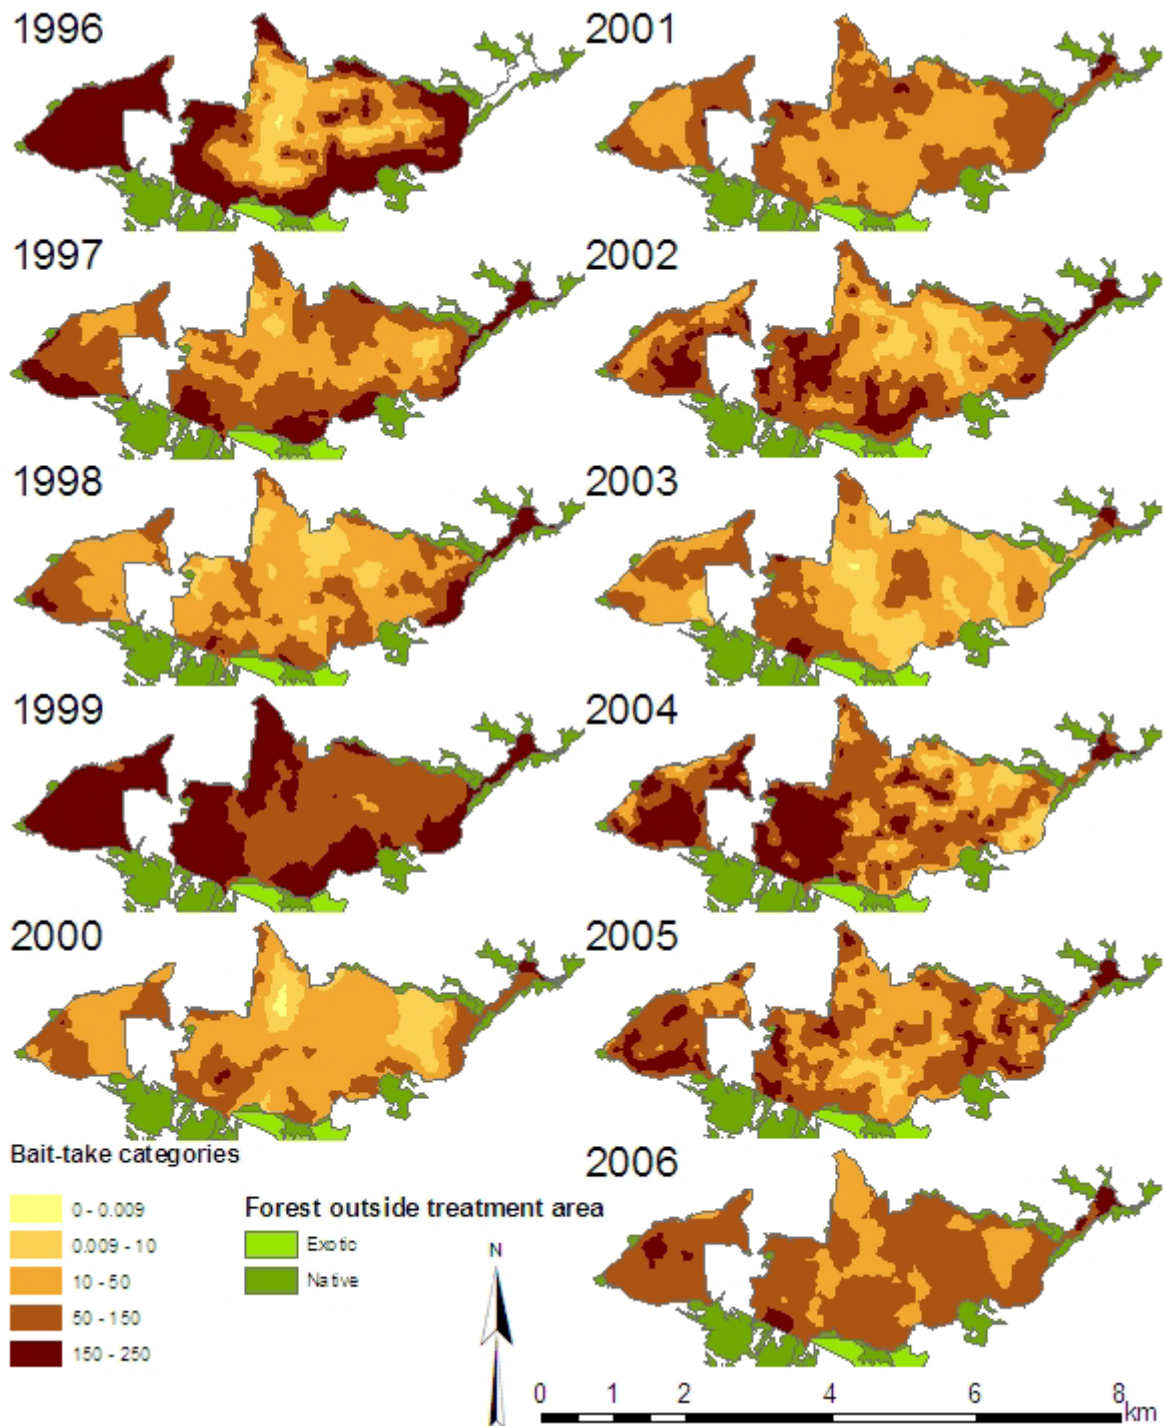 1996
2001
1997
2002
1998
2003
1999
2004
2000
2005
2006
Bait-take categories
0 - 0.009
0.009 - 10
10 - 50
50 - 150
150 - 250
Forest outside treatment area
Exotic
Native
N
0 1 2 4 6 8
km